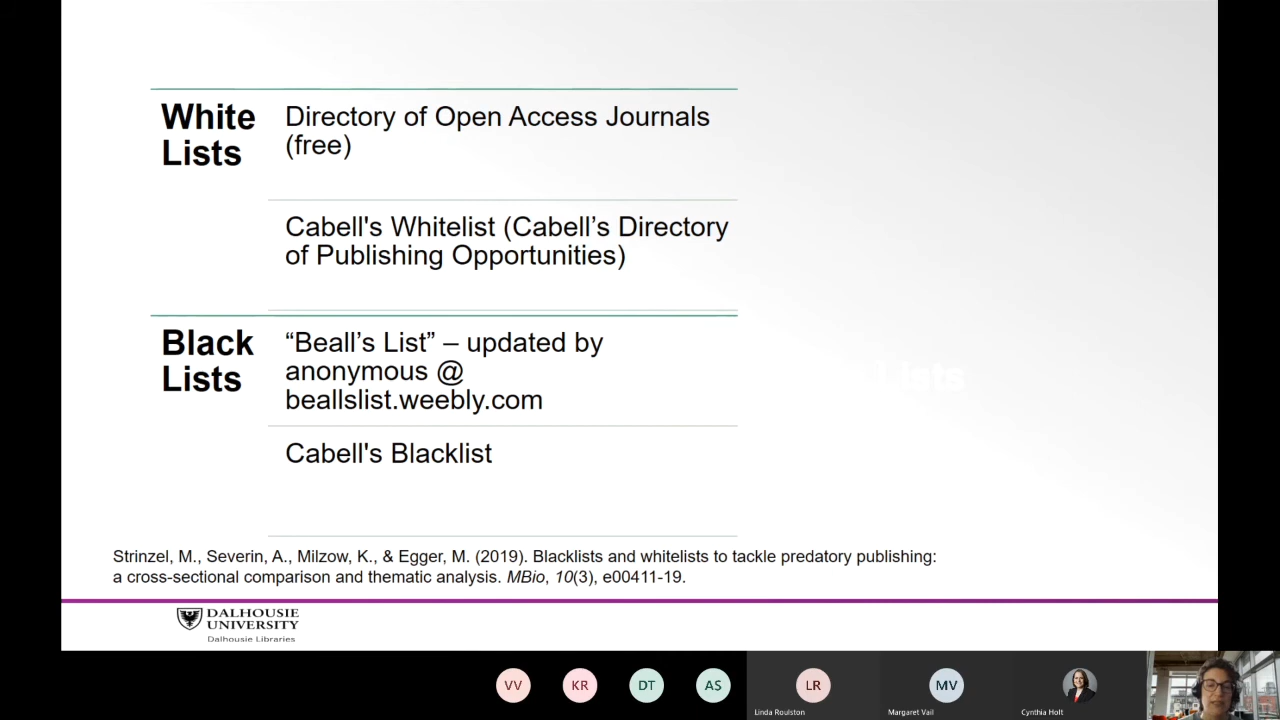 White
Lists
Directory of Open Access Journals
(free)
Cabell's Whitelist (Cabell’s Directory
of Publishing Opportunities)
Black
Lists
“Beall’s List” – updated by
anonymous @
beallslist.weebly.com
Lists
Cabell's Blacklist
Strinzel, M., Severin, A., Milzow, K., & Egger, M. (2019). Blacklists and whitelists to tackle predatory publishing:
a cross-sectional comparison and thematic analysis. MBio, 10(3), e00411-19.
DALHOUSIE
UNIVERSITY
Dalhousie Libraries
VV
KR
DT
AS
LR
MV
Linda Roulston
Margaret Vail
Cynthia Holt